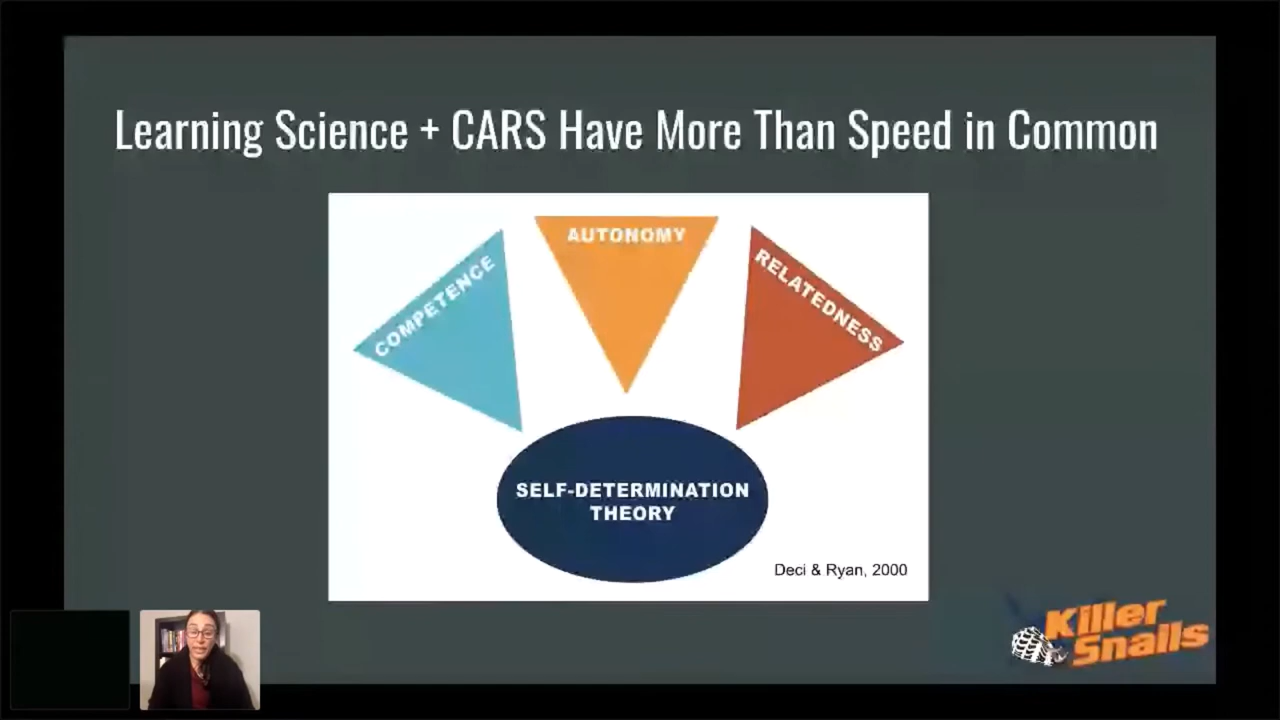 Learning Science + CARS Have More Than Speed in Common
COMPETENCE
AUTONOMY
RELATEDNESS
SELF-DETERMINATION
THEORY
Deci & Ryan, 2000
Killer
Snails